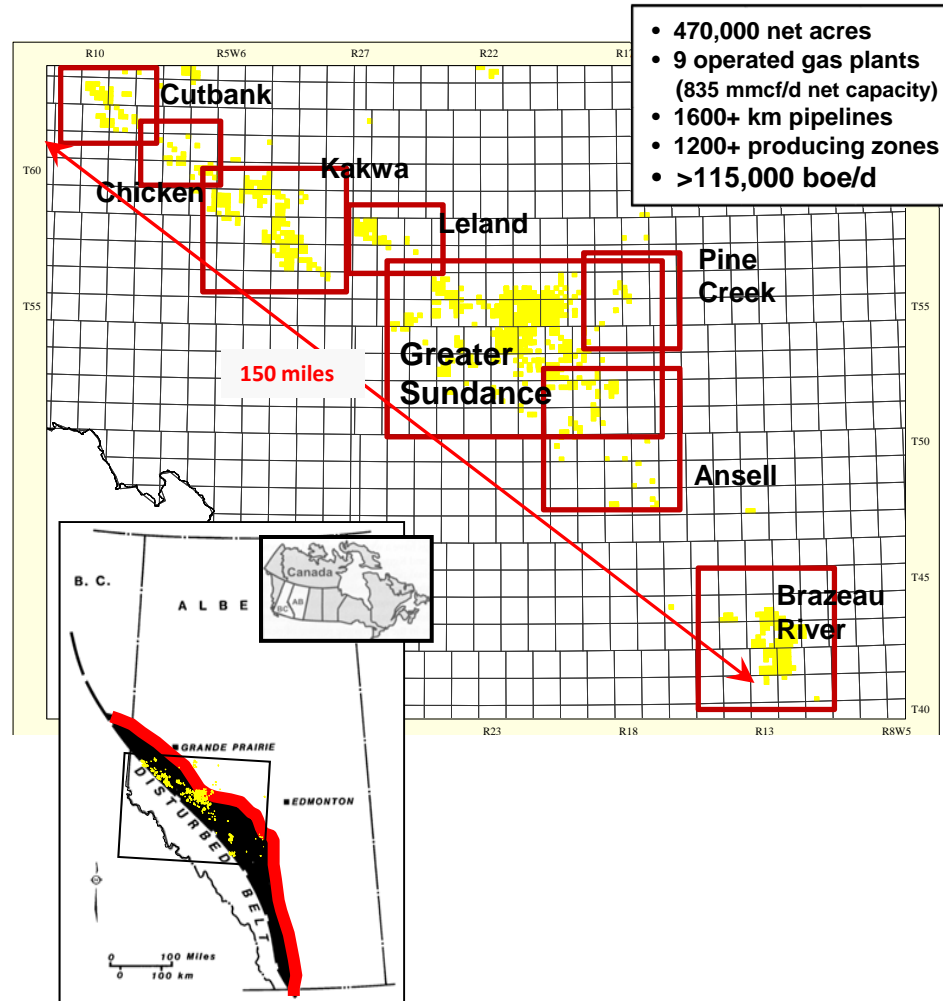 • 470,000 net acres
• 9 operated gas plants
(835 mmcf/d net capacity)
• 1600+ km pipelines
• 1200+ producing zones
• >115,000 boe/d
R10
R5W6
R27
R22
R17
Cutbank
T60
Kakwa
Chicken
Leland
Pine
Creek
T55
T55
Greater
Sundance
150 miles
T50
Ansell
T45
Brazeau
River
T40
R23
R18
R13
R8W5
Canada
BC
AB
B. C.
ALBE
GRANDE PRAIRIE
EDMONTON
DISTURBED BELT
0 100 Miles
0 100 km